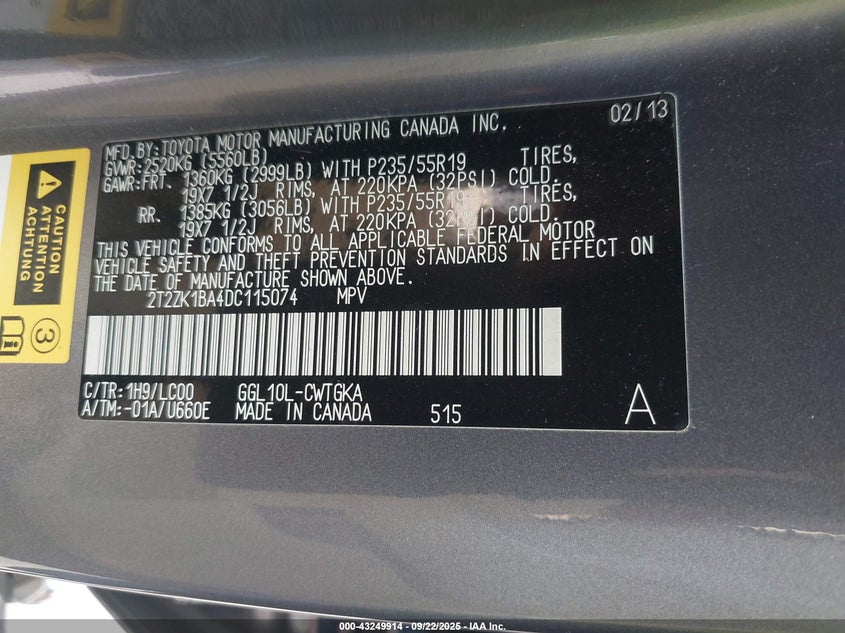 MFD.BY:TOYOTA MOTOR MANUFACTURING CANADA INC. 02/13
GVWR:2520KG (5560LB)
GAWR:FRT. 1360KG (2999LB) WITH P235/55R19 TIRES,
19X7 1/2J RIMS, AT 220KPA (32PSI) COLD.
RR. 1385KG (3056LB) WITH P235/55R19 TIRES,
19X7 1/2J RIMS, AT 220KPA (32PSI) COLD.
THIS VEHICLE CONFORMS TO ALL APPLICABLE FEDERAL MOTOR
VEHICLE SAFETY AND THEFT PREVENTION STANDARDS IN EFFECT ON
THE DATE OF MANUFACTURE SHOWN ABOVE.
2T2ZK1BA4DC115074 MPV
C/TR:1H9/LC00 GGL10L-CWTGKA
A/TM:-01A/U660E MADE IN CANADA 515 A
CAUTION
ATTENTION
ACHTUNG
3
000-43249914 - 09/22/2025 - IAA Inc.